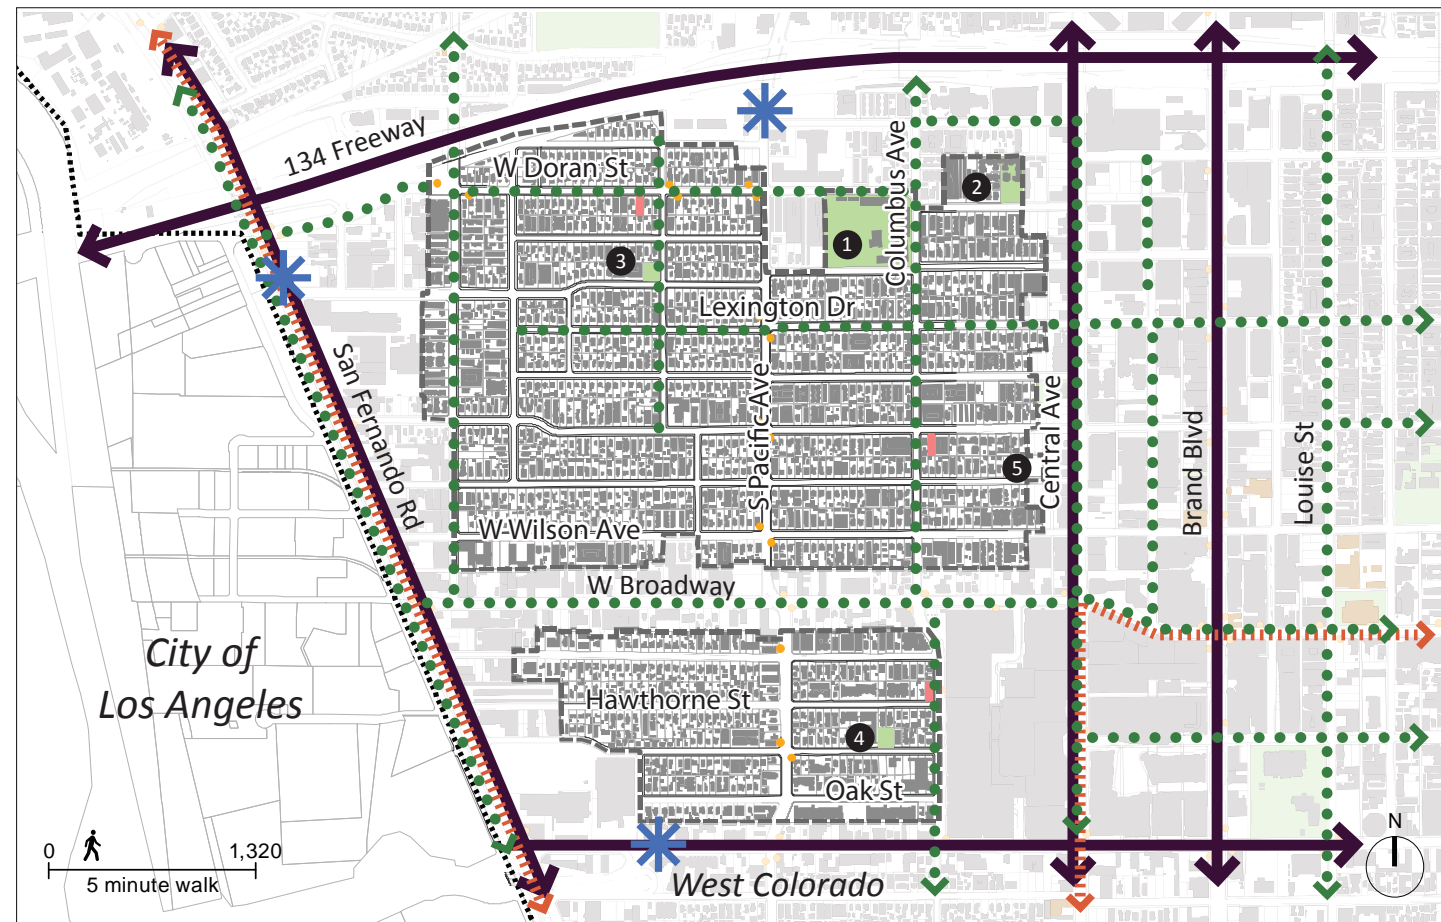 134 Freeway
W Doran St
Columbus Ave
2
1
3
Lexington Dr
San Fernando Rd
S Pacific Ave
Central Ave
Brand Blvd
Louise St
5
W Wilson Ave
W Broadway
City of
Los Angeles
Hawthorne St
4
Oak St
N
0
1,320
5 minute walk
West Colorado